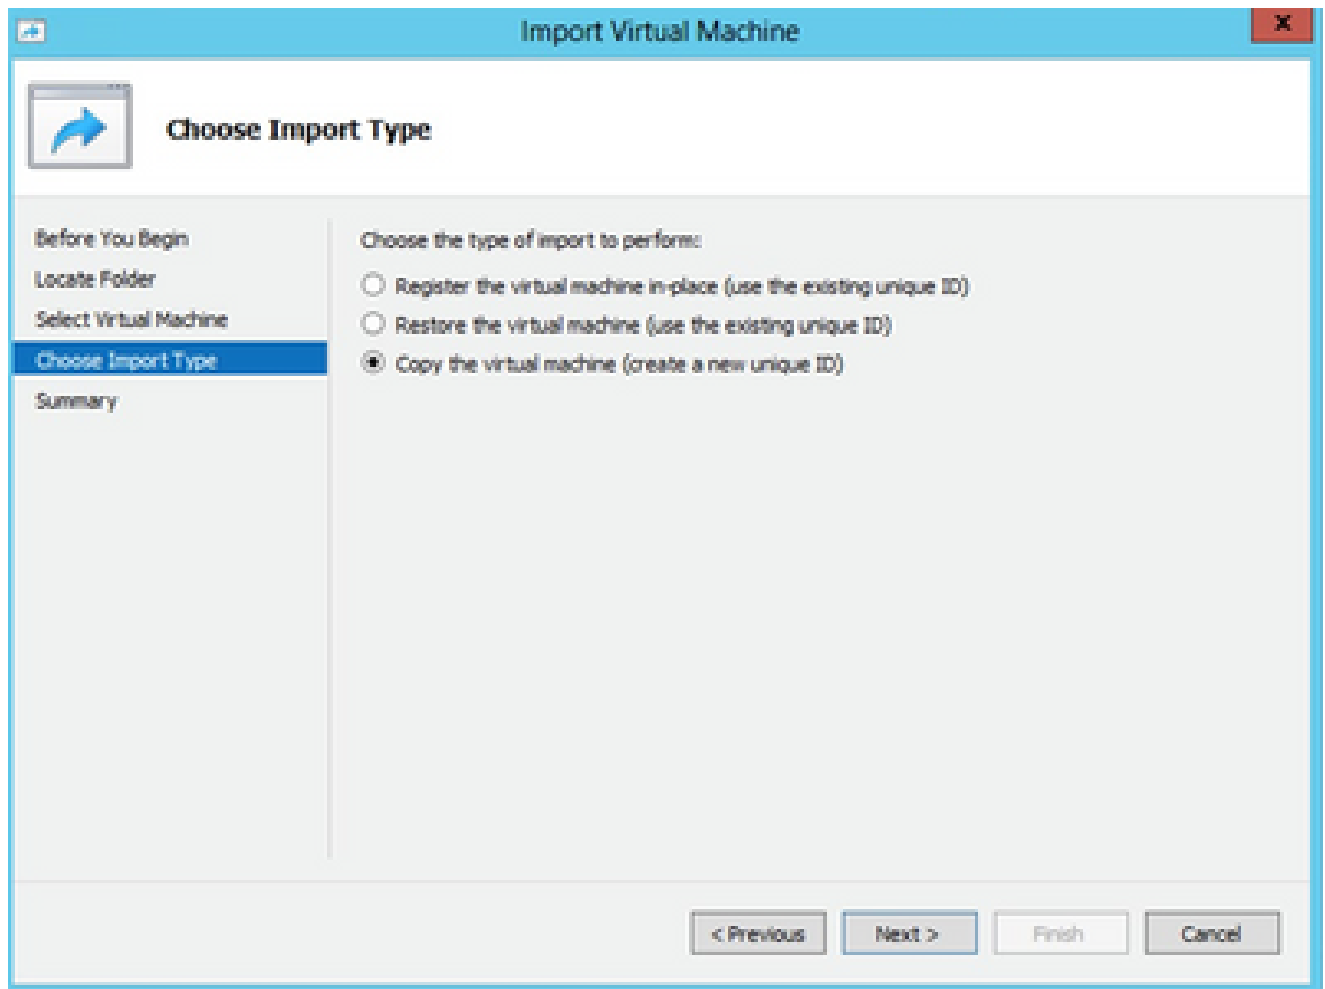 Import Virtual Machine
x
Choose Import Type
Before You Begin
Locate Folder
Select Virtual Machine
Choose Import Type
Summary
Choose the type of import to perform:
Register the virtual machine in-place (use the existing unique ID)
Restore the virtual machine (use the existing unique ID)
Copy the virtual machine (create a new unique ID)
< Previous
Next >
Finish
Cancel